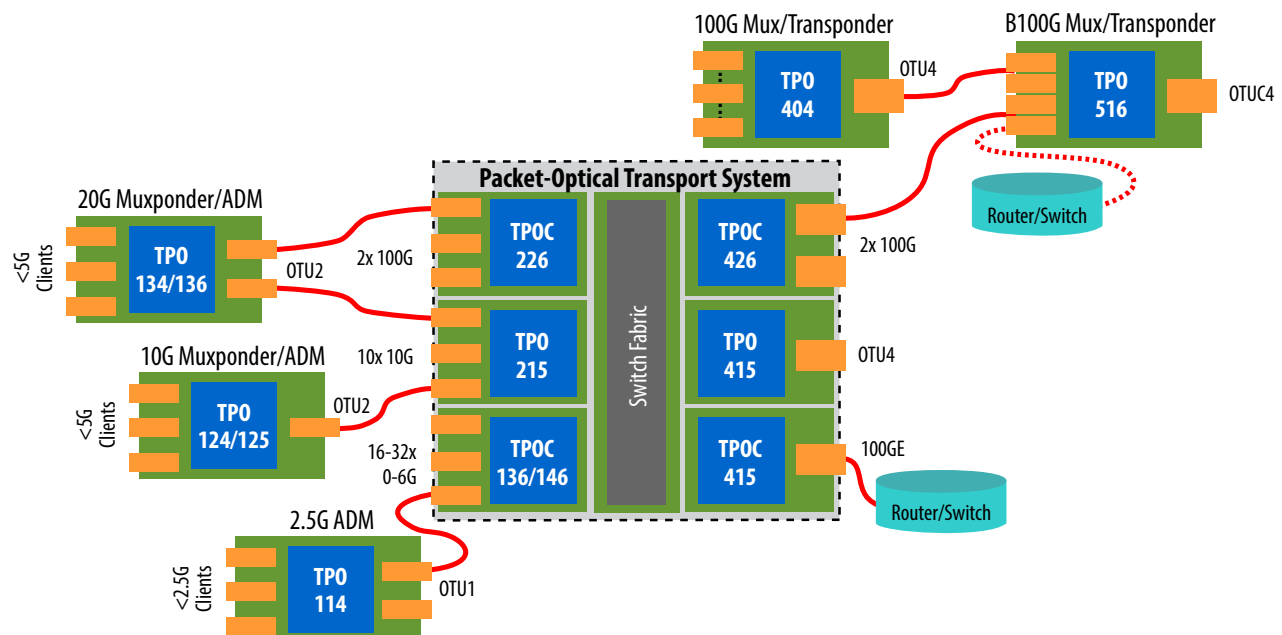 100G Mux/Transponder
B100G Mux/Transponder
TPO
404
OTU4
TPO
516
OTUC4
Router/Switch
Packet-Optical Transport System
20G Muxponder/ADM
<5G
Clients
TPO
134/136
OTU2
2x 100G
TPOC
226
Switch Fabric
TPOC
426
2x 100G
10x 10G
TPO
215
TPO
415
OTU4
10G Muxponder/ADM
<5G
Clients
TPO
124/125
OTU2
16-32x
0-6G
TPOC
136/146
TPOC
415
100GE
Router/Switch
2.5G ADM
<2.5G
Clients
TPO
114
OTU1